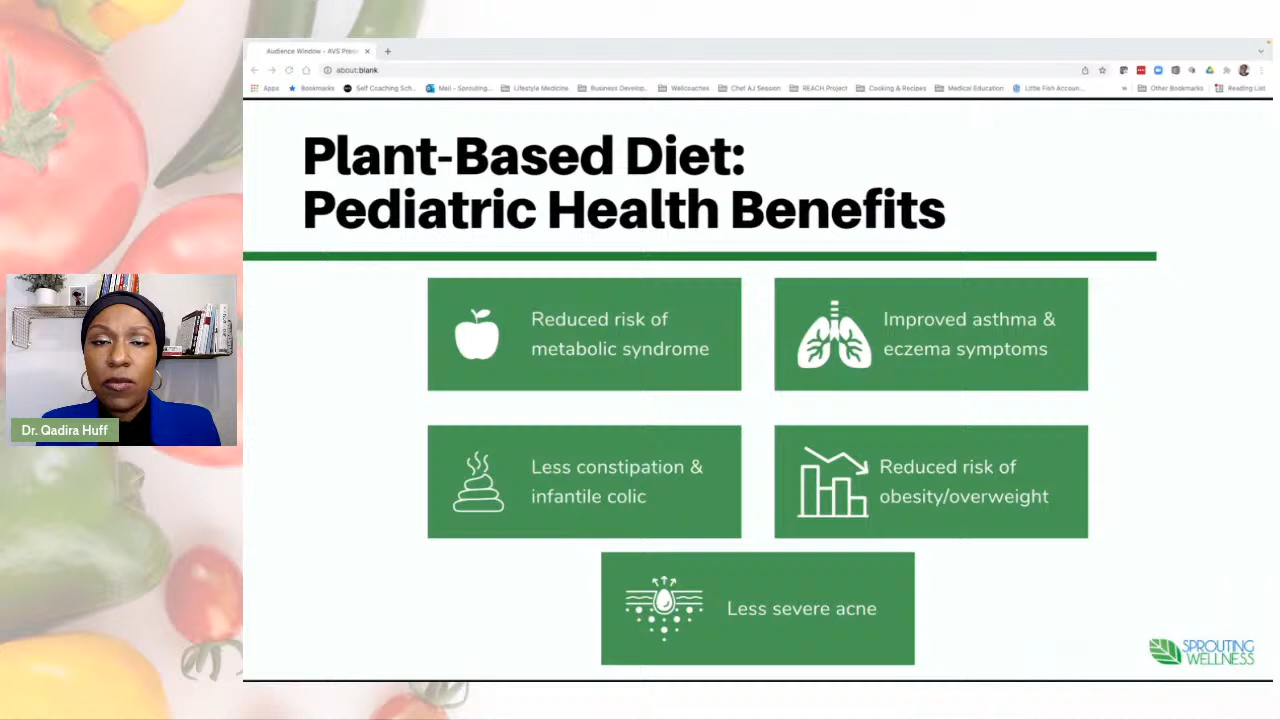 Audience Window - AVS Prese
about:blank
Apps
Bookmarks
Self Coaching Sch...
Mail - Sprouting...
Lifestyle Medicine.
Business Develop..
Wellcoaches
Chef AJ Session
REACH Project
Cooking & Recipes
Medical Education
Little Fish Accoun...
Other Bookmarks
Reading List
Plant-Based Diet:
Pediatric Health Benefits
Reduced risk of
metabolic syndrome
Improved asthma &
eczema symptoms
Less constipation &
infantile colic
Reduced risk of
obesity/overweight
Less severe acne
Dr. Qadira Huff
SPROUTING
WELLNESS